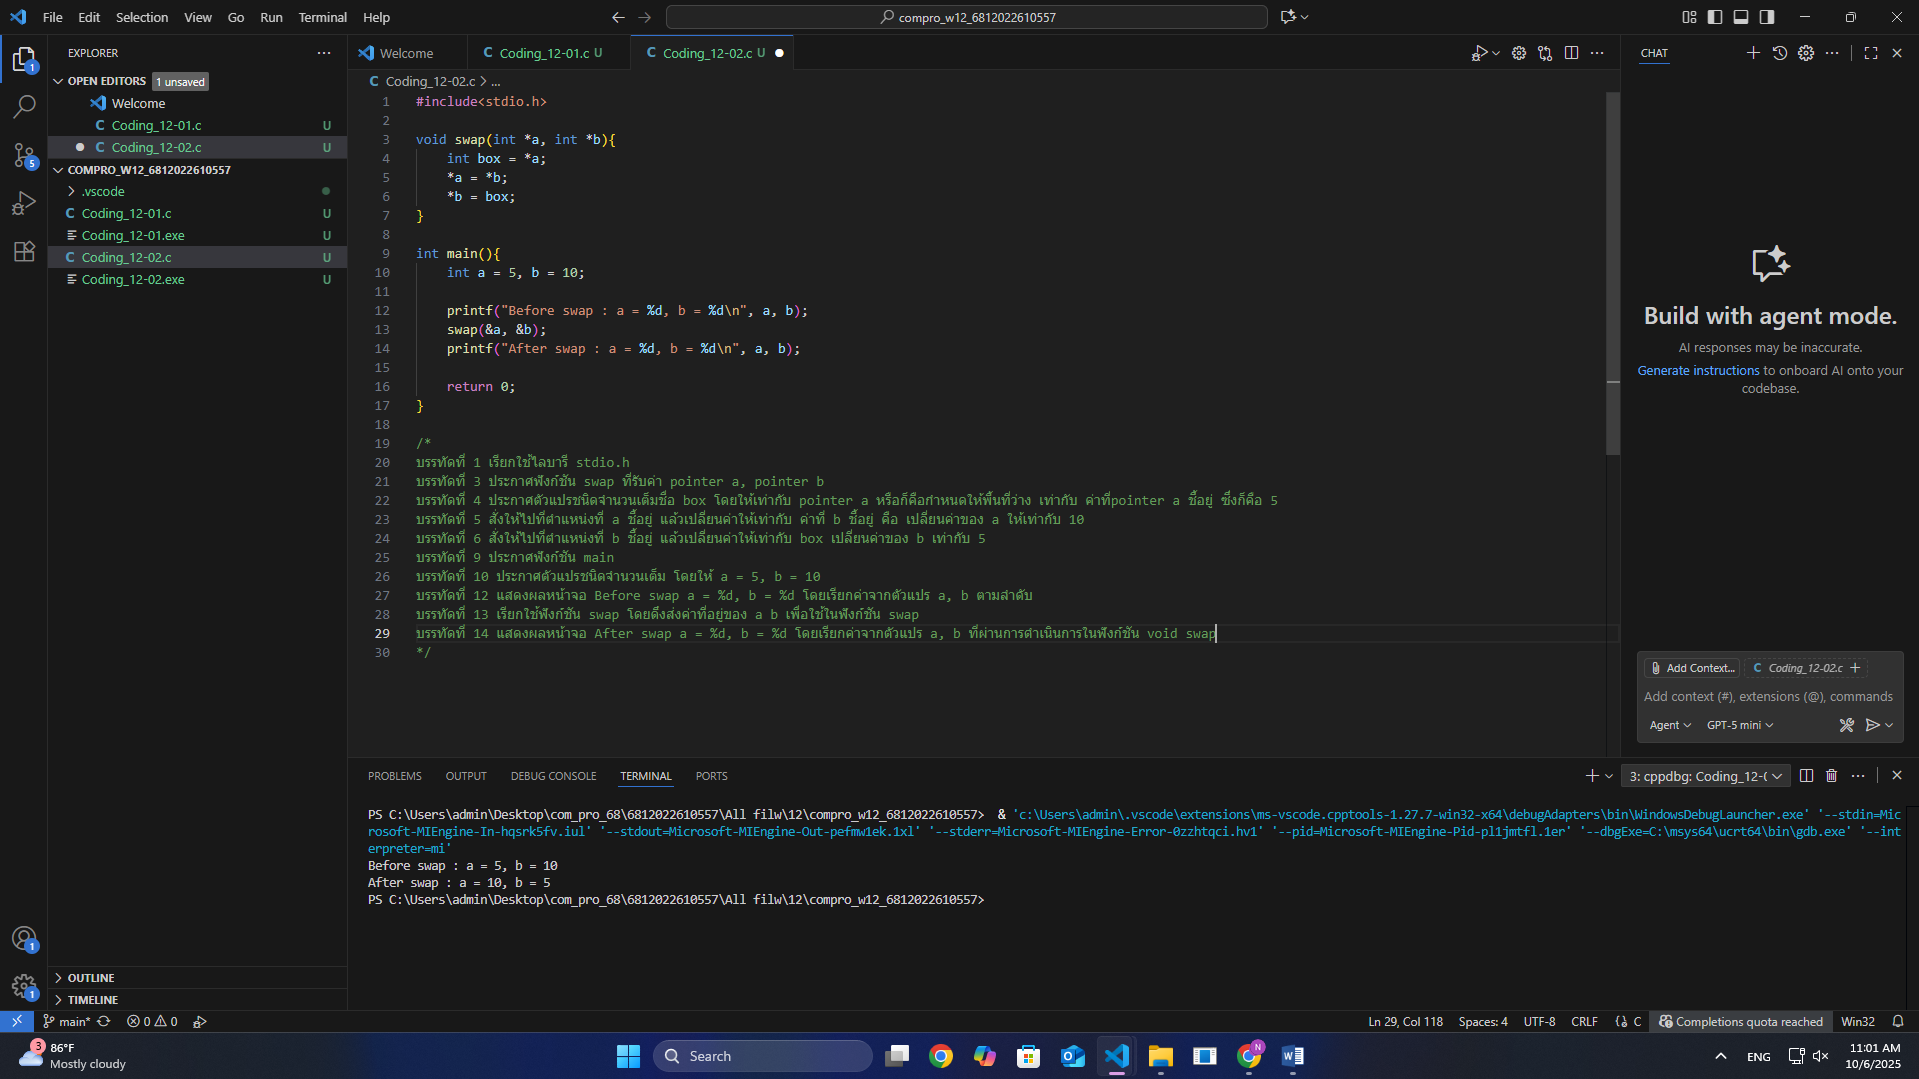 File Edit Selection View Go Run Terminal Help
compro_w12_6812022610557
EXPLORER
OPEN EDITORS 1 unsaved
Welcome
Coding_12-01.c U
Coding_12-02.c U
COMPRO_W12_6812022610557
.vscode
Coding_12-01.c U
Coding_12-01.exe U
Coding_12-02.c U
Coding_12-02.exe U
OUTLINE
TIMELINE
Welcome Coding_12-01.c U Coding_12-02.c U
Coding_12-02.c > ...
1 #include<stdio.h>
2
3 void swap(int *a, int *b){
4 int box = *a;
5 *a = *b;
6 *b = box;
7 }
8
9 int main(){
10 int a = 5, b = 10;
11
12 printf("Before swap : a = %d, b = %d\n", a, b);
13 swap(&a, &b);
14 printf("After swap : a = %d, b = %d\n", a, b);
15
16 return 0;
17 }
18
19 /*
20 บรรทัดที่ 1 เรียกใช้ไลบารี stdio.h
21 บรรทัดที่ 3 ประกาศฟังก์ชัน swap ที่รับค่า pointer a, pointer b
22 บรรทัดที่ 4 ประกาศตัวแปรชนิดจำนวนเต็มชื่อ box โดยให้เท่ากับ pointer a หรือก็คือกำหนดให้พื้นที่ว่าง เท่ากับ ค่าที่pointer a ชี้อยู่ ซึ่งก็คือ 5
23 บรรทัดที่ 5 สั่งให้ไปที่ตำแหน่งที่ a ชี้อยู่ แล้วเปลี่ยนค่าให้เท่ากับ ค่าที่ b ชี้อยู่ คือ เปลี่ยนค่าของ a ให้เท่ากับ 10
24 บรรทัดที่ 6 สั่งให้ไปที่ตำแหน่งที่ b ชี้อยู่ แล้วเปลี่ยนค่าให้เท่ากับ box เปลี่ยนค่าของ b เท่ากับ 5
25 บรรทัดที่ 9 ประกาศฟังก์ชัน main
26 บรรทัดที่ 10 ประกาศตัวแปรชนิดจำนวนเต็ม โดยให้ a = 5, b = 10
27 บรรทัดที่ 12 แสดงผลหน้าจอ Before swap a = %d, b = %d โดยเรียกค่าจากตัวแปร a, b ตามลำดับ
28 บรรทัดที่ 13 เรียกใช้ฟังก์ชัน swap โดยดึงส่งค่าที่อยู่ของ a b เพื่อใช้ในฟังก์ชัน swap
29 บรรทัดที่ 14 แสดงผลหน้าจอ After swap a = %d, b = %d โดยเรียกค่าจากตัวแปร a, b ที่ผ่านการดำเนินการในฟังก์ชัน void swap
30 */
CHAT
Build with agent mode.
AI responses may be inaccurate.
Generate instructions to onboard AI onto your
codebase.
Add Context... Coding_12-02.c
Add context (#), extensions (@), commands
Agent GPT-5 mini
PROBLEMS OUTPUT DEBUG CONSOLE TERMINAL PORTS
3: cppdbg: Coding_12-(
PS C:\Users\admin\Desktop\com_pro_68\6812022610557\All filw\12\compro_w12_6812022610557> & 'c:\Users\admin\.vscode\extensions\ms-vscode.cpptools-1.27.7-win32-x64\debugAdapters\bin\WindowsDebugLauncher.exe' '--stdin=Mic
rosoft-MIEngine-In-hqsrk5fv.iul' '--stdout=Microsoft-MIEngine-Out-pefmw1ek.1xl' '--stderr=Microsoft-MIEngine-Error-0zzhtqci.hv1' '--pid=Microsoft-MIEngine-Pid-pl1jmtfl.1er' '--dbgExe=C:\msys64\ucrt64\bin\gdb.exe' '--int
erpreter=mi'
Before swap : a = 5, b = 10
After swap : a = 10, b = 5
PS C:\Users\admin\Desktop\com_pro_68\6812022610557\All filw\12\compro_w12_6812022610557>
main* 0 0
Ln 29, Col 118 Spaces: 4 UTF-8 CRLF C Completions quota reached Win32
86°F
Mostly cloudy
Search
ENG
11:01 AM
10/6/2025